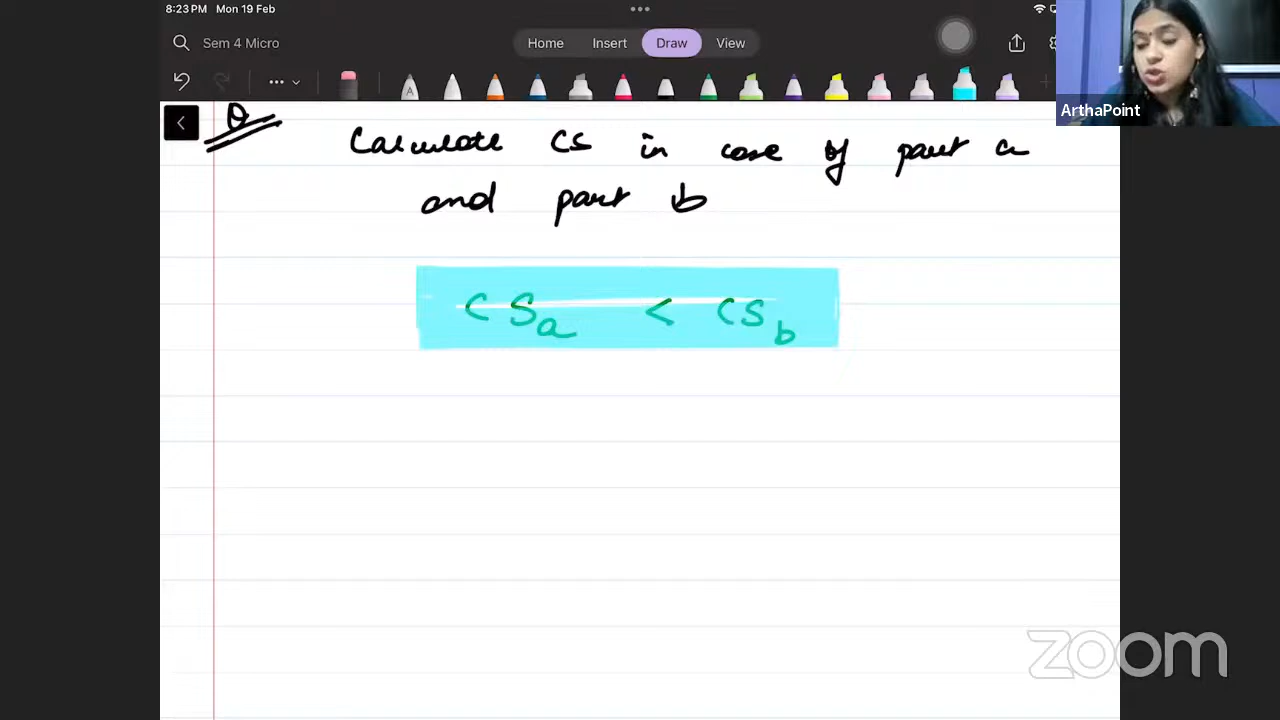 8:23 PM Mon 19 Feb
Sem 4 Micro
Home Insert Draw View
A
ArthaPoint
Q
Calculate CS in case of part a
and part b
CSa < CSb
zoom